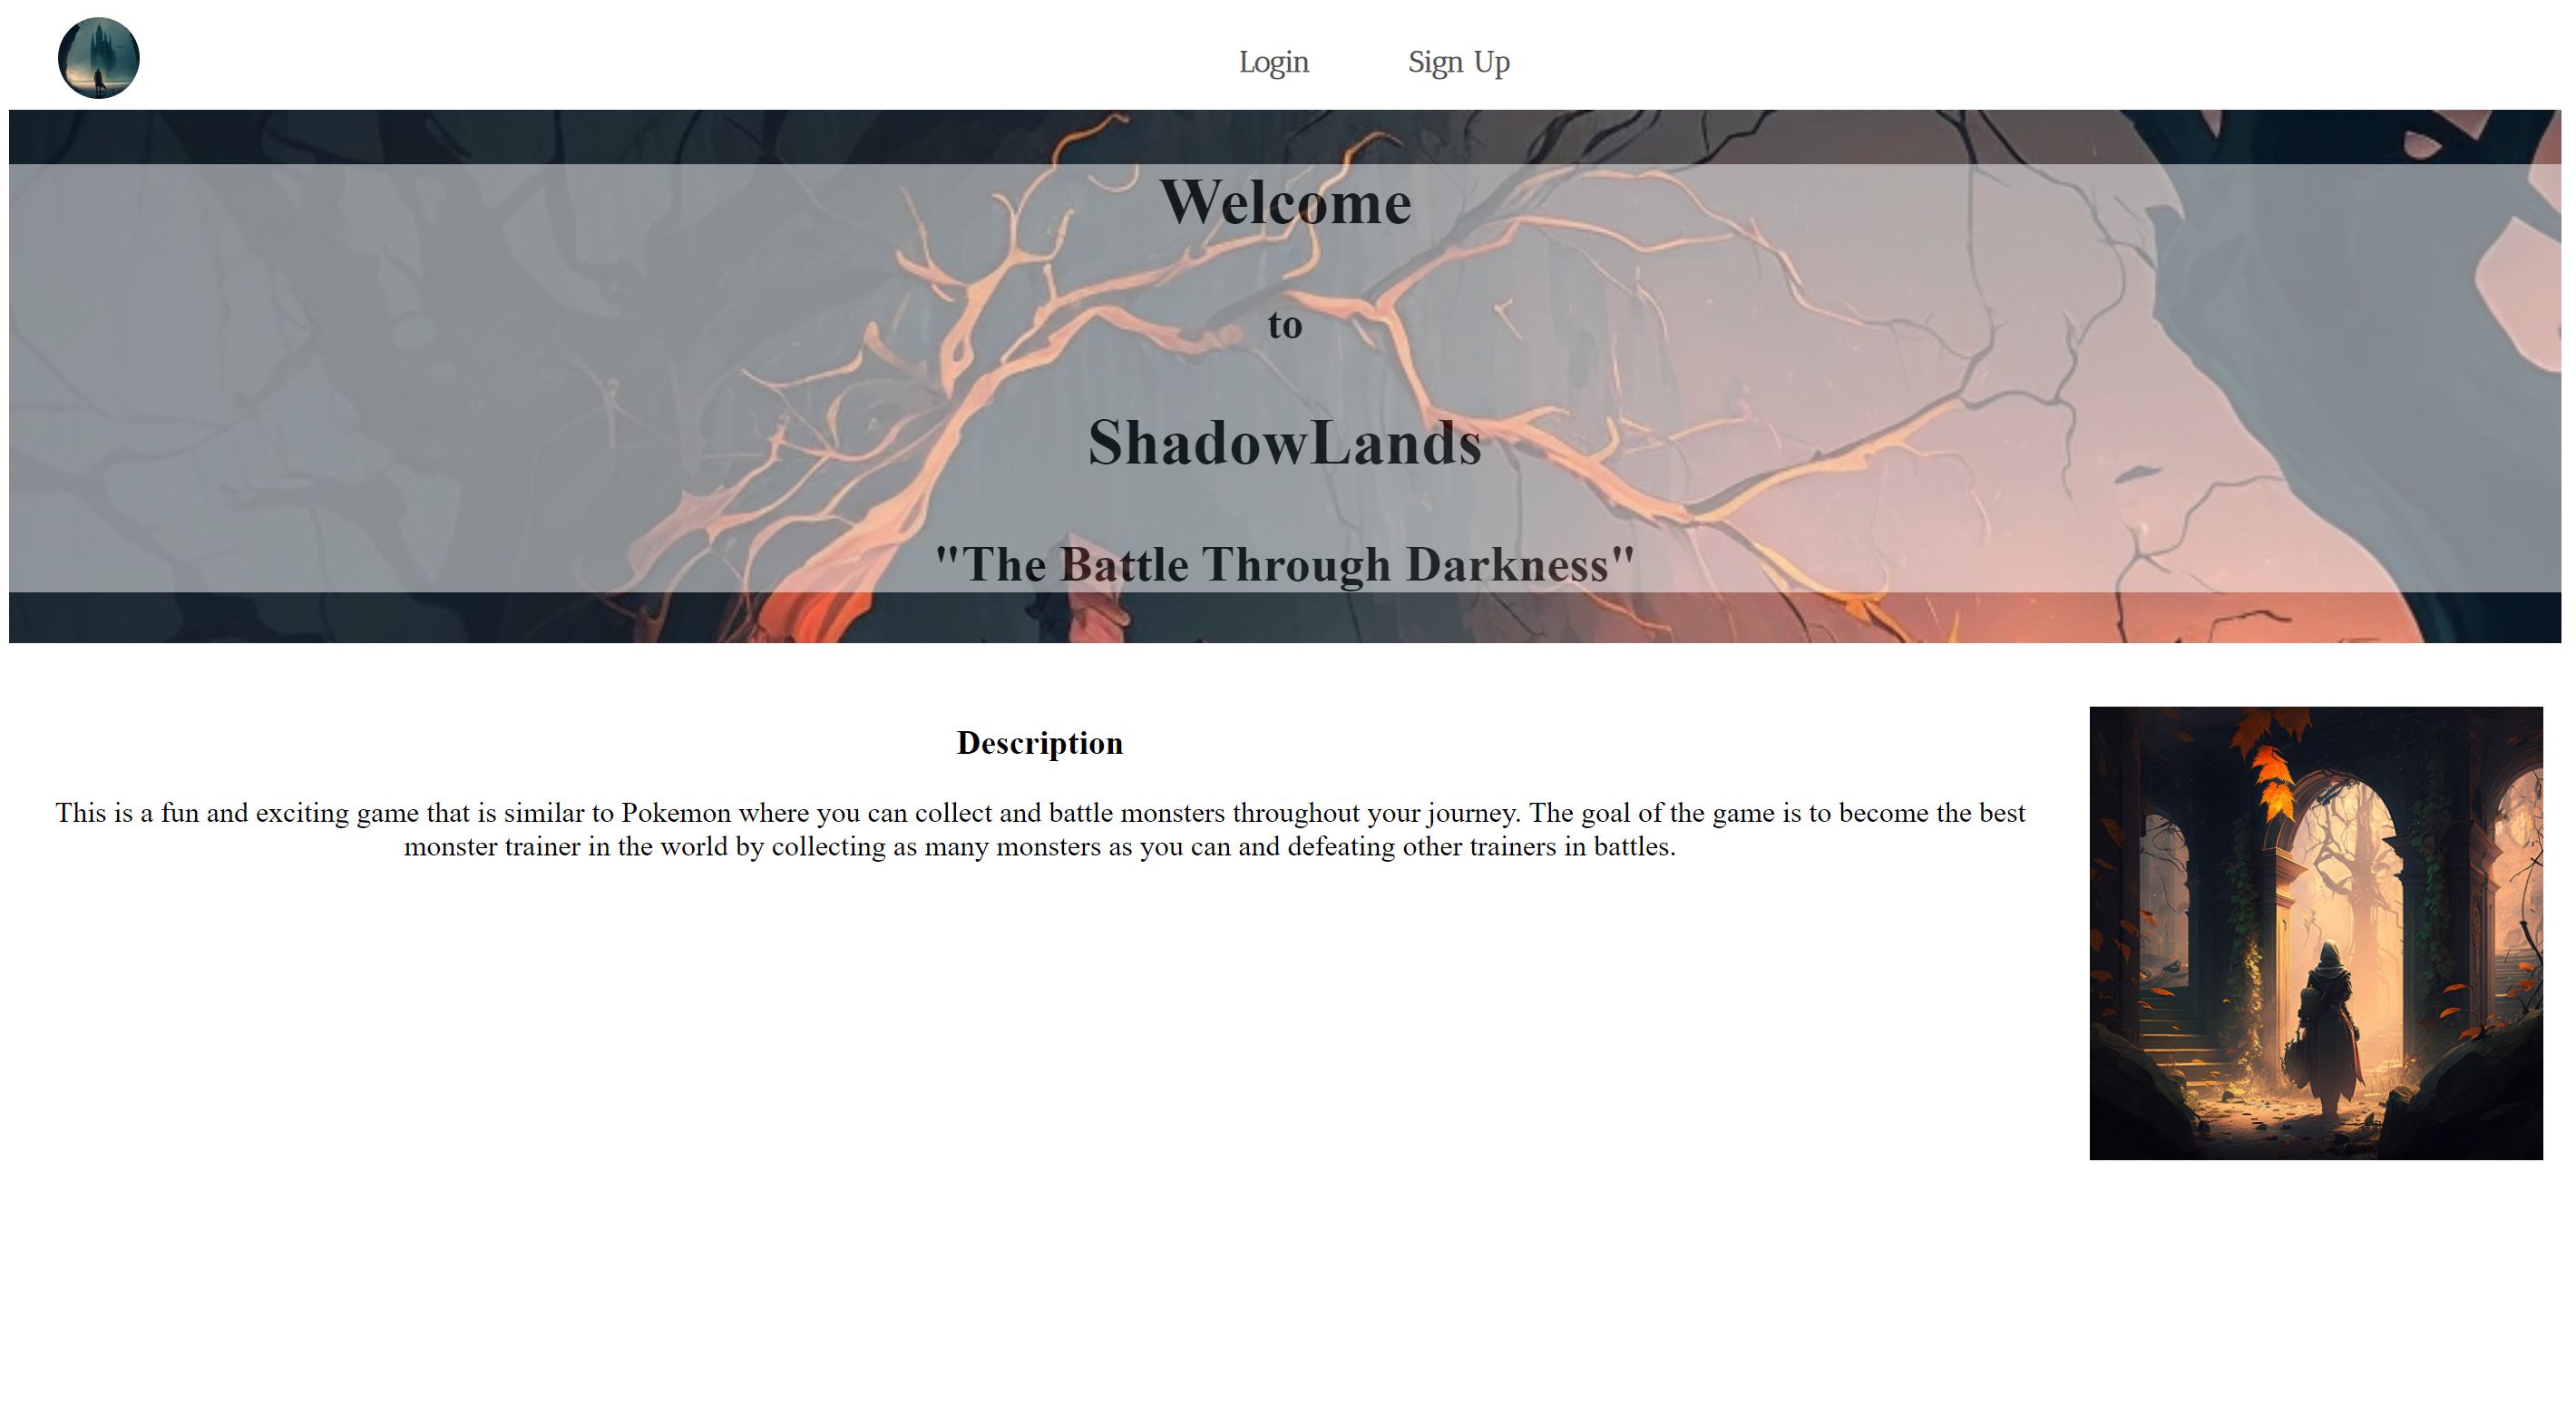 Login Sign Up
Welcome
to
ShadowLands
"The Battle Through Darkness"
Description
This is a fun and exciting game that is similar to Pokemon where you can collect and battle monsters throughout your journey. The goal of the game is to become the best
monster trainer in the world by collecting as many monsters as you can and defeating other trainers in battles.